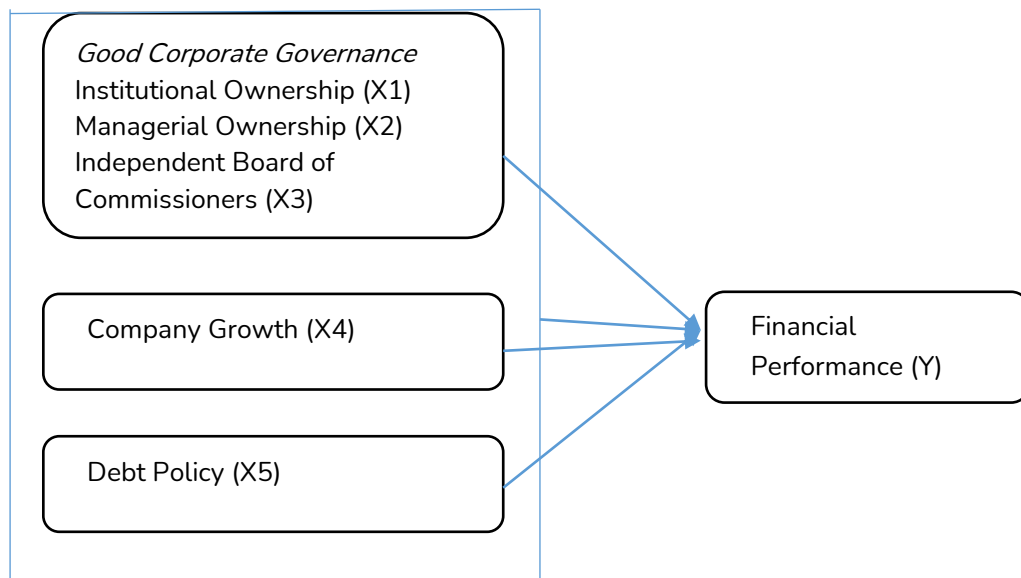 Good Corporate Governance
Institutional Ownership (X1)
Managerial Ownership (X2)
Independent Board of
Commissioners (X3)
Company Growth (X4)
Financial
Performance (Y)
Debt Policy (X5)